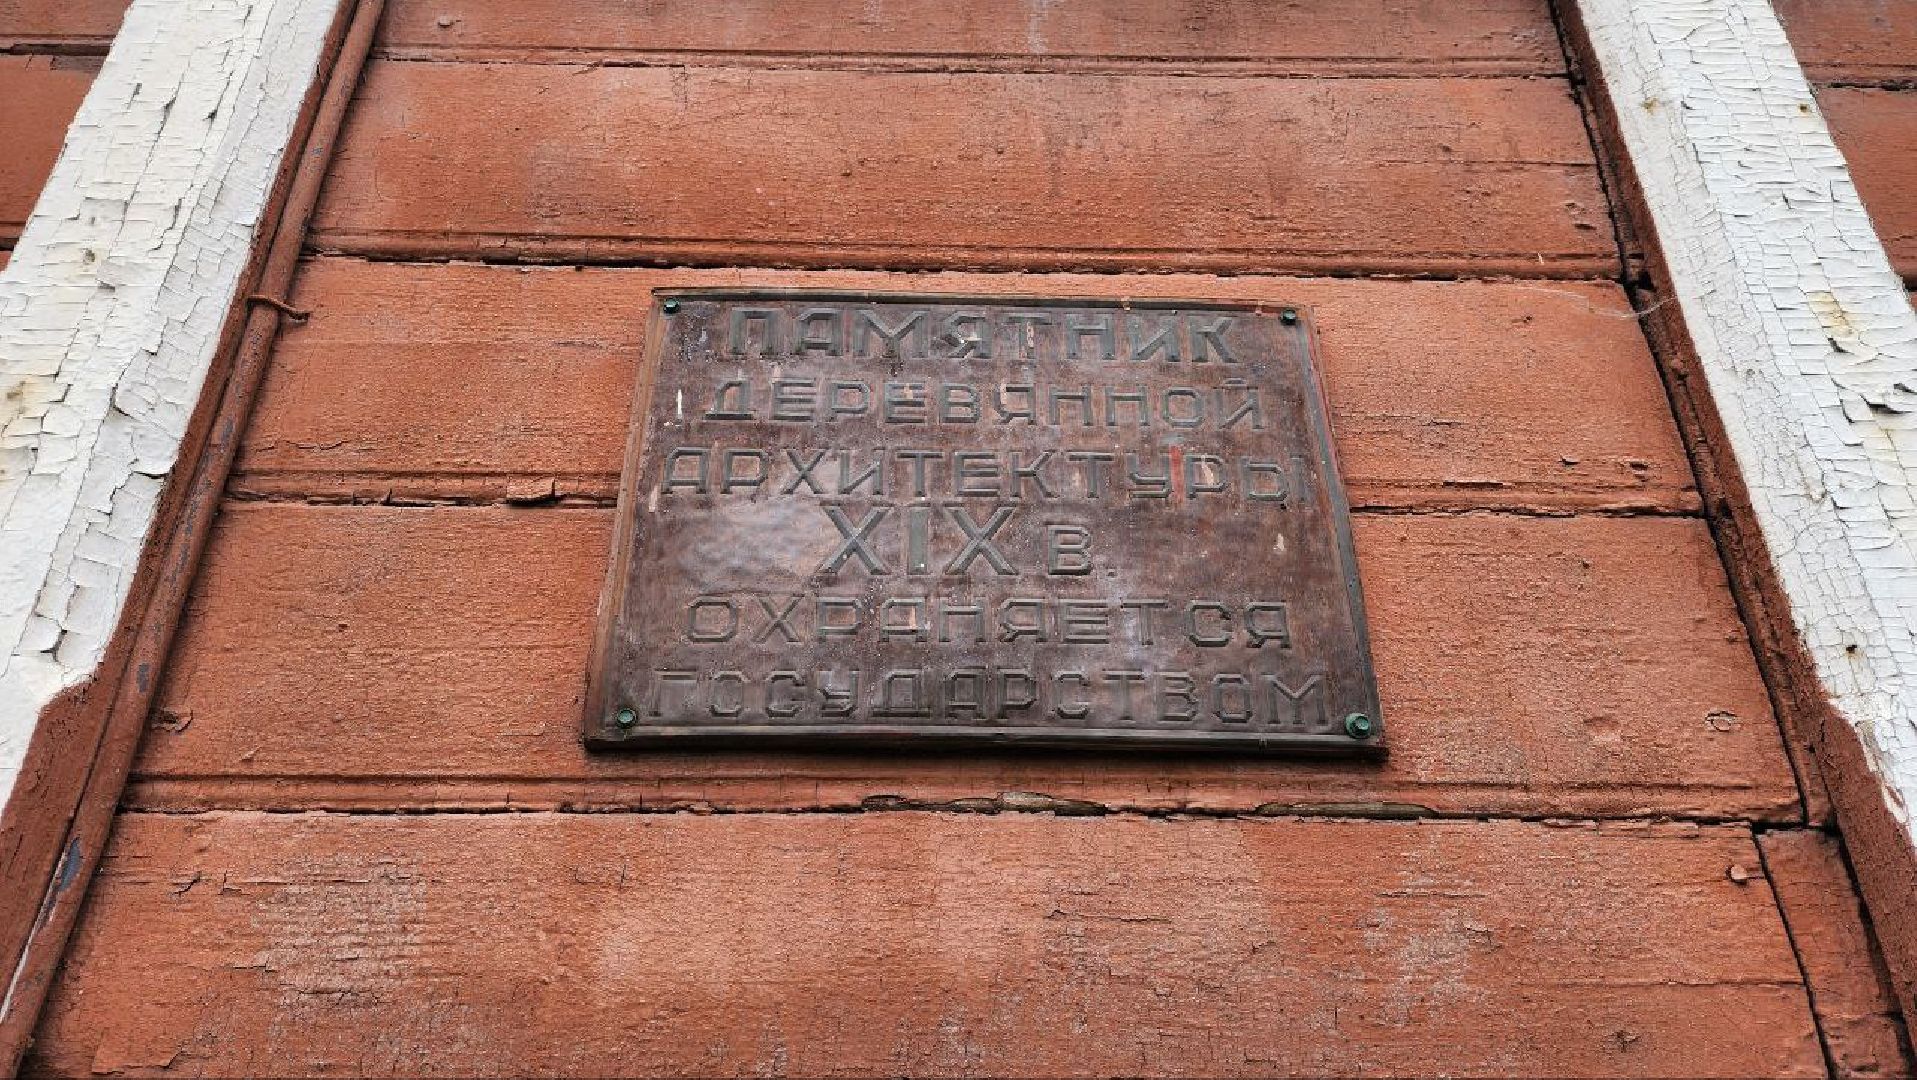 ПАМЯТНИК
ДЕРЕВЯННОЙ
АРХИТЕКТУРЫ
XIX в.
ОХРАНЯЕТСЯ
ГОСУДАРСТВОМ